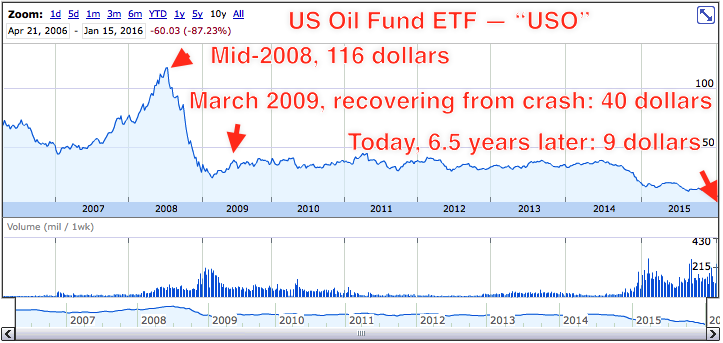 Zoom: 1d 5d 1m 3m 6m YTD 1y 5y 10y All
US Oil Fund ETF — “USO”
Apr 21, 2006 - Jan 15, 2016 -60.03 (-87.23%)
Mid-2008, 116 dollars
100
March 2009, recovering from crash: 40 dollars
Today, 6.5 years later: 9 dollars
50
0
2007 2008 2009 2010 2011 2012 2013 2014 2015
Volume (mil / 1wk)
430
215
2007 2008 2009 2010 2011 2012 2013 2014 2015 20